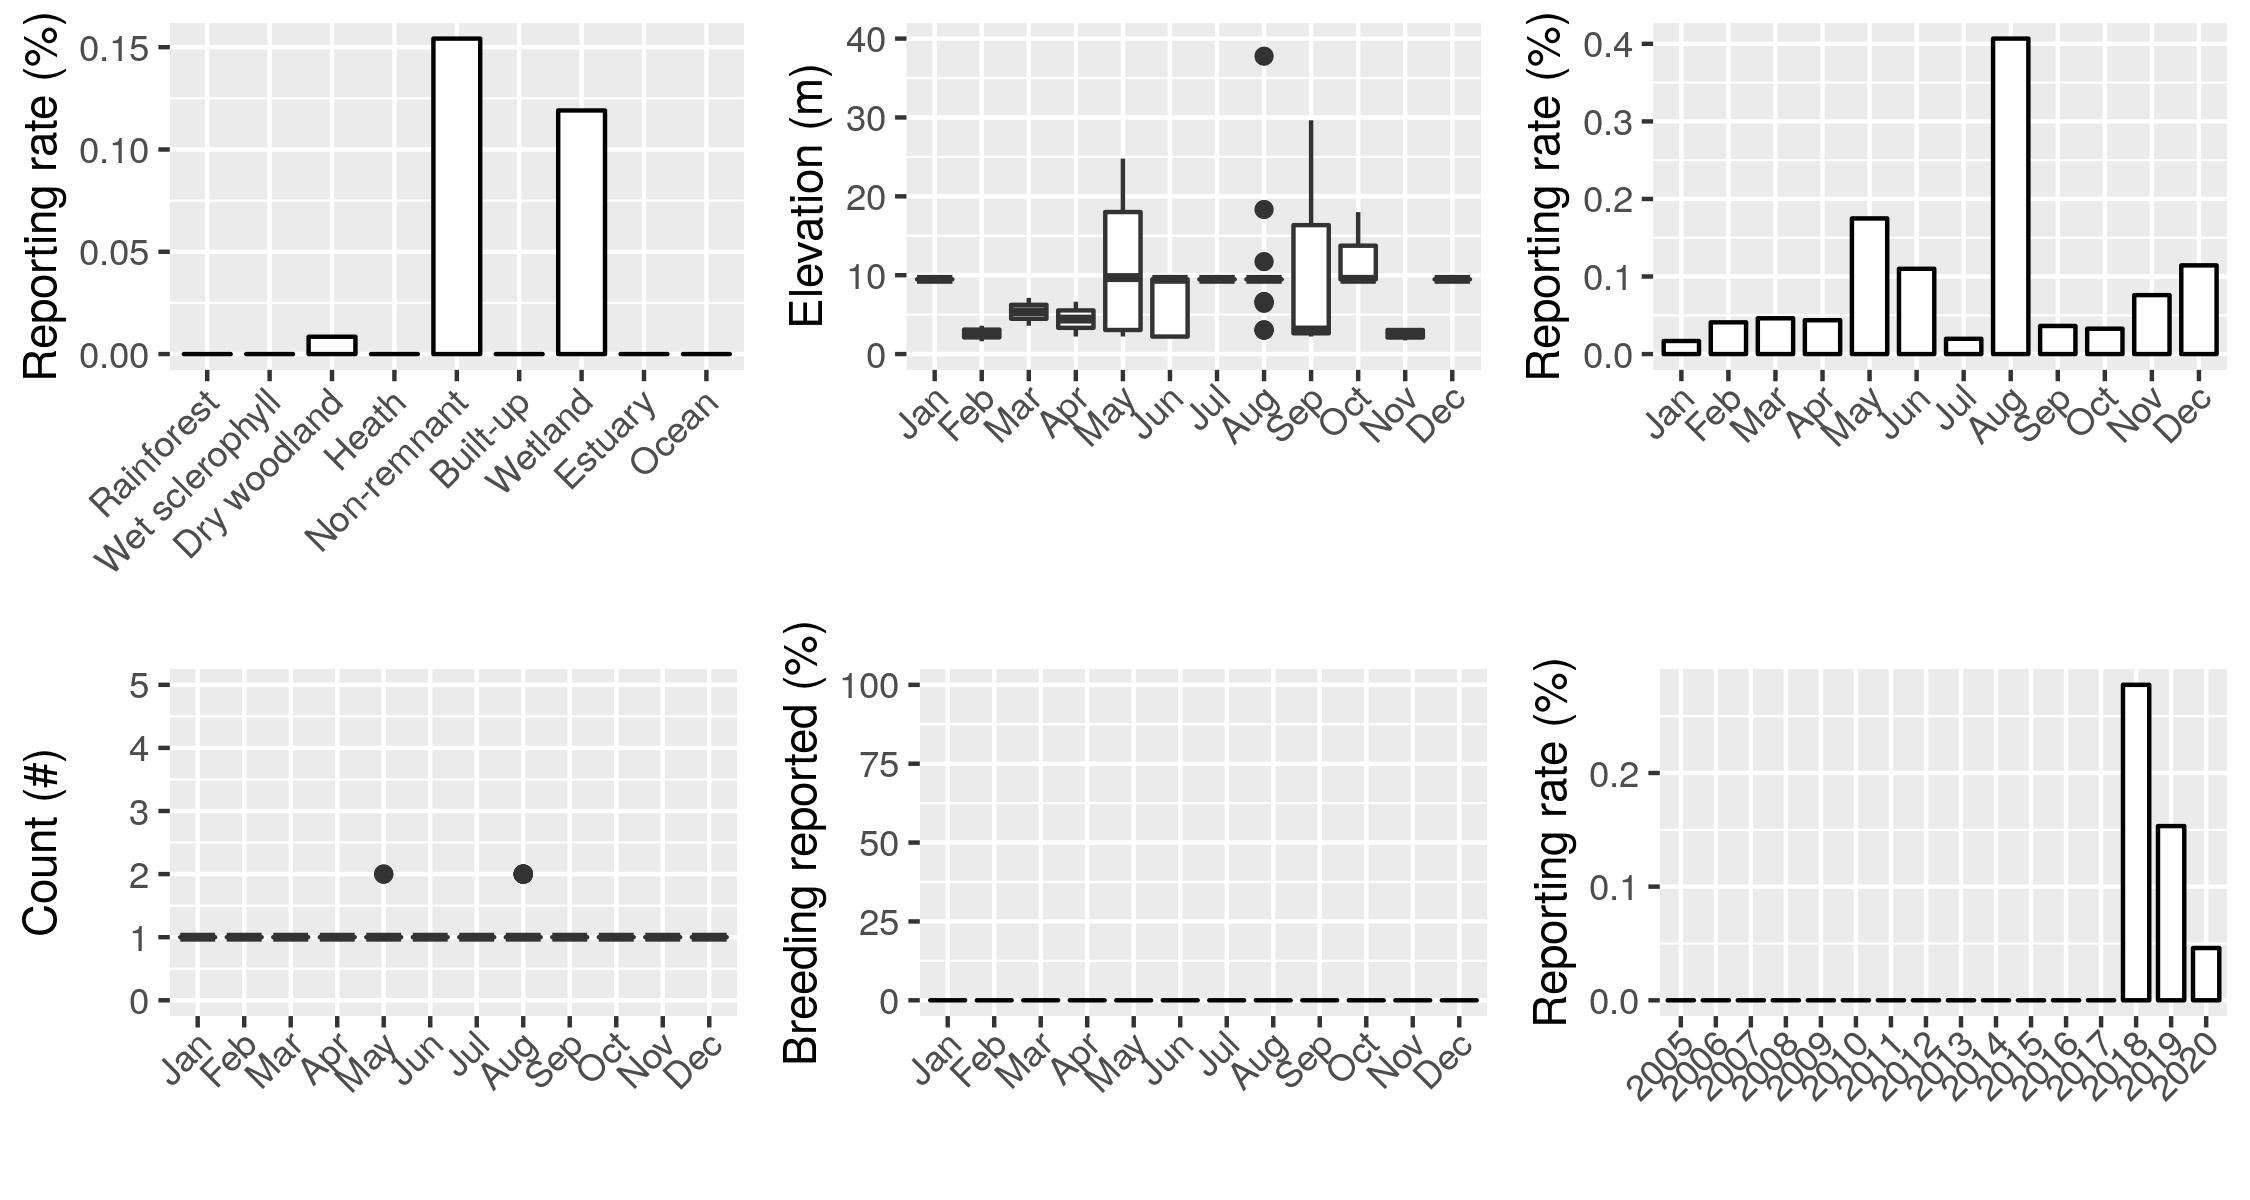 Reporting rate (%)
0.15
0.10
0.05
0.00
Rainforest
Wet sclerophyll
Dry woodland
Heath
Non-remnant
Built-up
Wetland
Estuary
Ocean
Elevation (m)
40
30
20
10
0
Jan
Feb
Mar
Apr
May
Jun
Jul
Aug
Sep
Oct
Nov
Dec
Reporting rate (%)
0.4
0.3
0.2
0.1
0.0
Jan
Feb
Mar
Apr
May
Jun
Jul
Aug
Sep
Oct
Nov
Dec
Count (#)
5
4
3
2
1
0
Jan
Feb
Mar
Apr
May
Jun
Jul
Aug
Sep
Oct
Nov
Dec
Breeding reported (%)
100
75
50
25
0
Jan
Feb
Mar
Apr
May
Jun
Jul
Aug
Sep
Oct
Nov
Dec
Reporting rate (%)
0.2
0.1
0.0
2005
2006
2007
2008
2009
2010
2011
2012
2013
2014
2015
2016
2017
2018
2019
2020